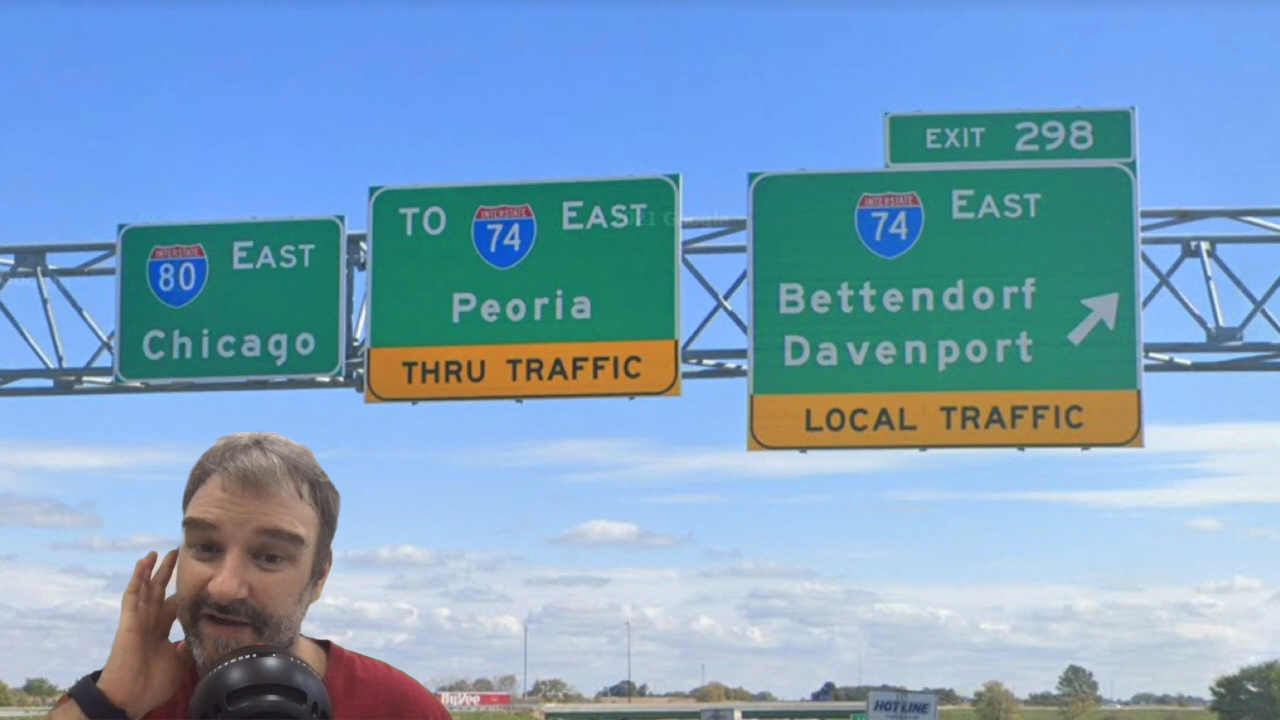 INTERSTATE
80
EAST
Chicago
TO
INTERSTATE
74
EAST
Peoria
THRU TRAFFIC
EXIT 298
INTERSTATE
74
EAST
Bettendorf
Davenport
LOCAL TRAFFIC
HyVee
HOTLINE